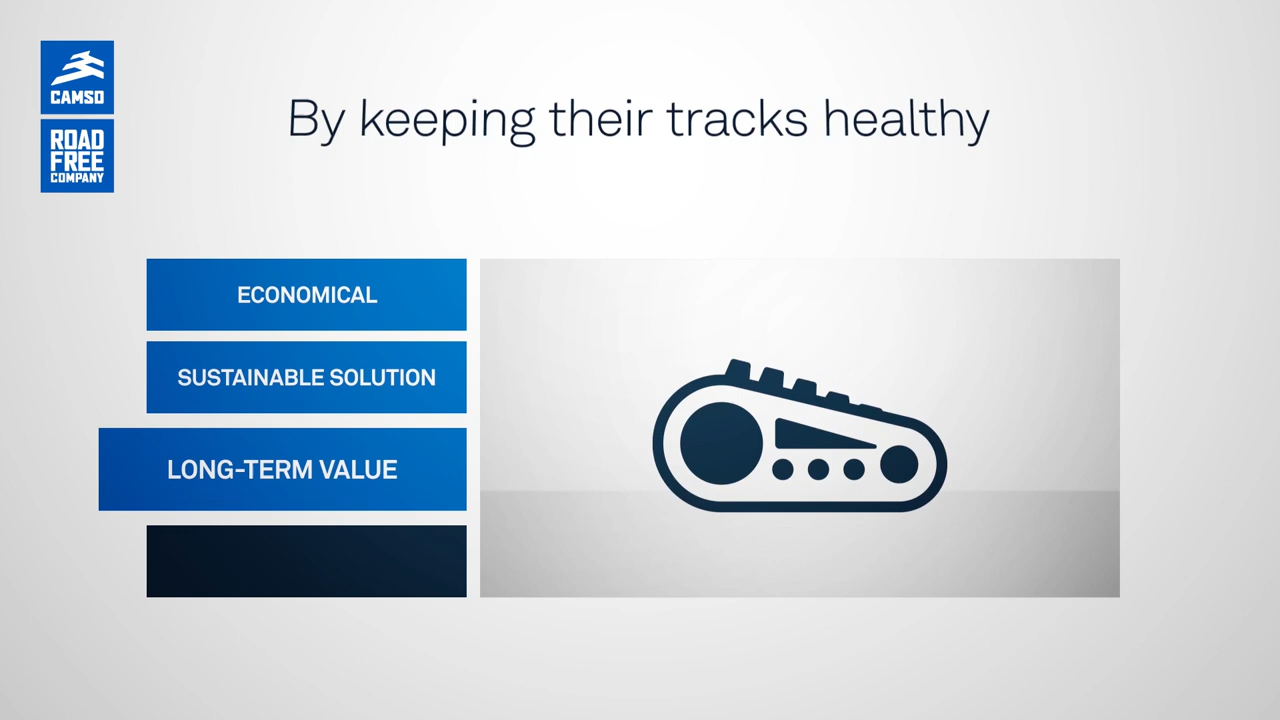 CAMSO
ROAD
FREE
COMPANY
By keeping their tracks healthy
ECONOMICAL
SUSTAINABLE SOLUTION
LONG-TERM VALUE